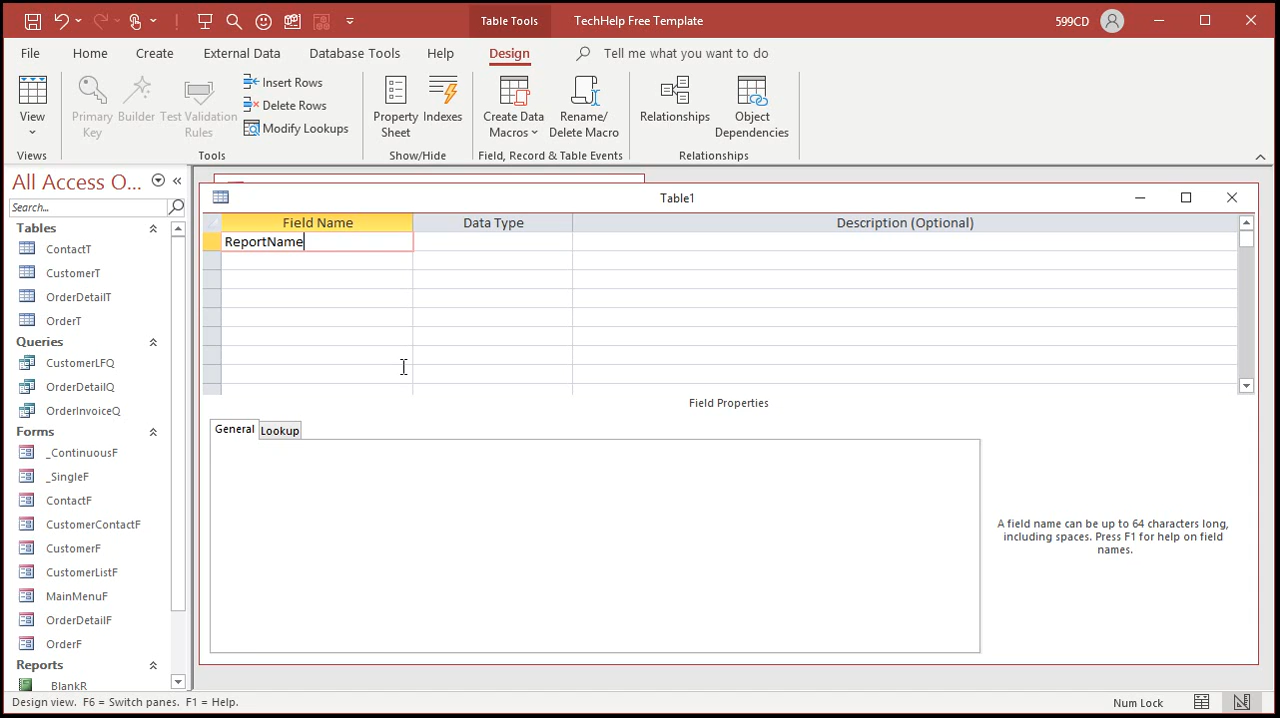 Table Tools
TechHelp Free Template
599CD
File
Home
Create
External Data
Database Tools
Help
Design
Tell me what you want to do
View
Views
Primary
Key
Builder
Test Validation
Rules
Insert Rows
Delete Rows
Modify Lookups
Tools
Property
Sheet
Indexes
Show/Hide
Create Data
Macros
Rename/
Delete Macro
Field, Record & Table Events
Relationships
Object
Dependencies
Relationships
All Access O...
Search...
Tables
ContactT
CustomerT
OrderDetailT
OrderT
Queries
CustomerLFQ
OrderDetailQ
OrderInvoiceQ
Forms
_ContinuousF
_SingleF
ContactF
CustomerContactF
CustomerF
CustomerListF
MainMenuF
OrderDetailF
OrderF
Reports
BlankR
Table1
Field Name
Data Type
Description (Optional)
ReportName
Field Properties
General
Lookup
A field name can be up to 64 characters long,
including spaces. Press F1 for help on field
names.
Design view. F6 = Switch panes. F1 = Help.
Num Lock